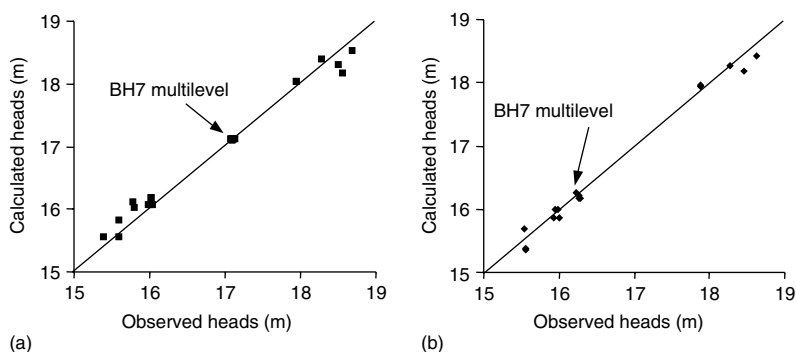 19
18
17
16
15
Calculated heads (m)
BH7 multilevel
15 16 17 18 19
Observed heads (m)
(a)
19
18
17
16
15
Calculated heads (m)
BH7 multilevel
15 16 17 18 19
Observed heads (m)
(b)